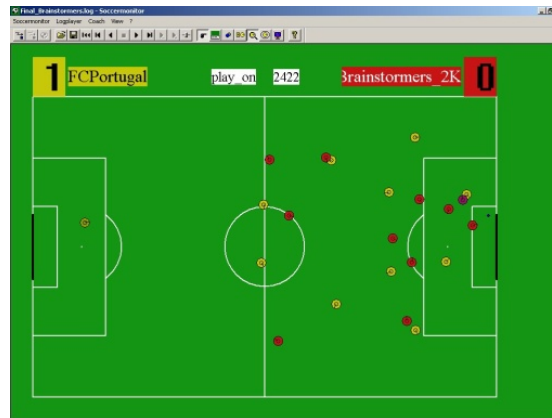 Final_Brainstormers.log - Soccermonitor
Soccermonitor Logplayer Coach View ?
1 FCPortugal play_on 2422 Brainstormers_2K 0